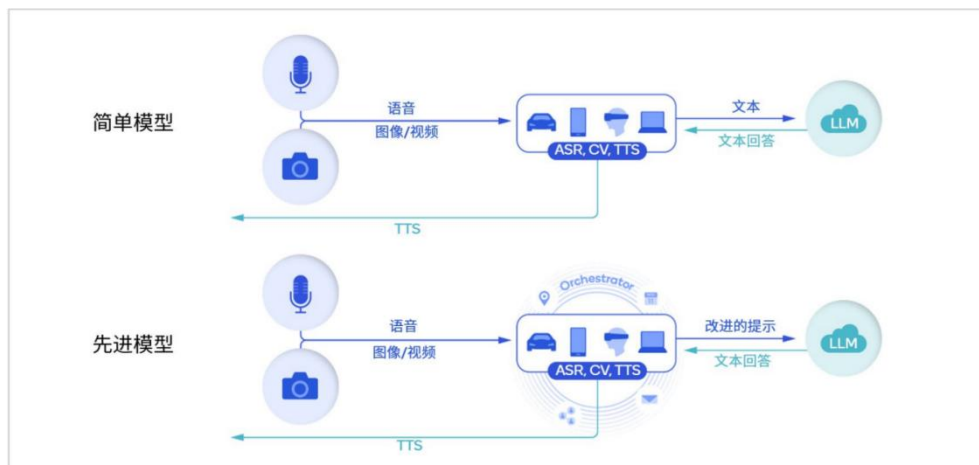 简单模型
语音
图像/视频
ASR, CV, TTS
文本
文本回答
LLM
TTS
先进模型
语音
图像/视频
Orchestrator
ASR, CV, TTS
改进的提示
文本回答
LLM
TTS